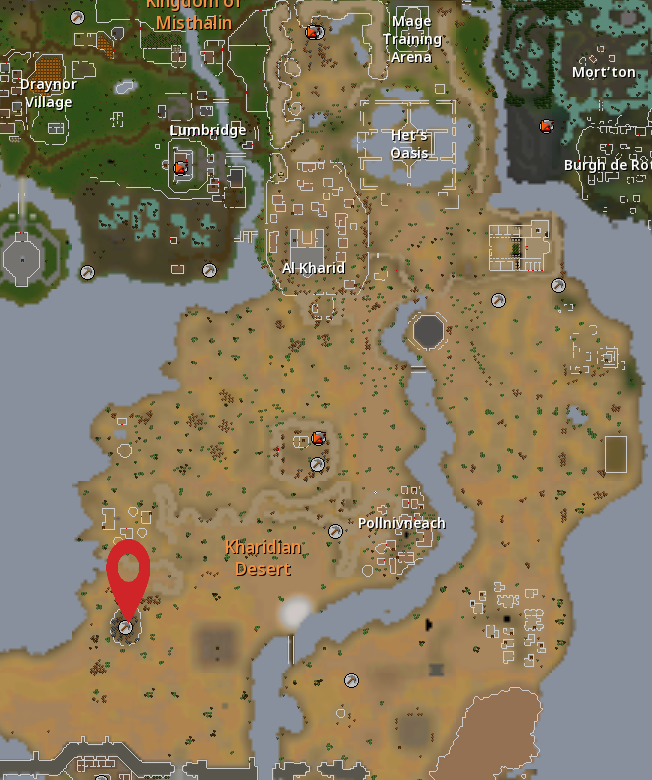 Kingdom of
Misthalin
Mage
Training
Arena
Draynor
Village
Mort'ton
Lumbridge
Het's
Oasis
Burgh de Ro
Al Kharid
Pollnivneach
Kharidian
Desert